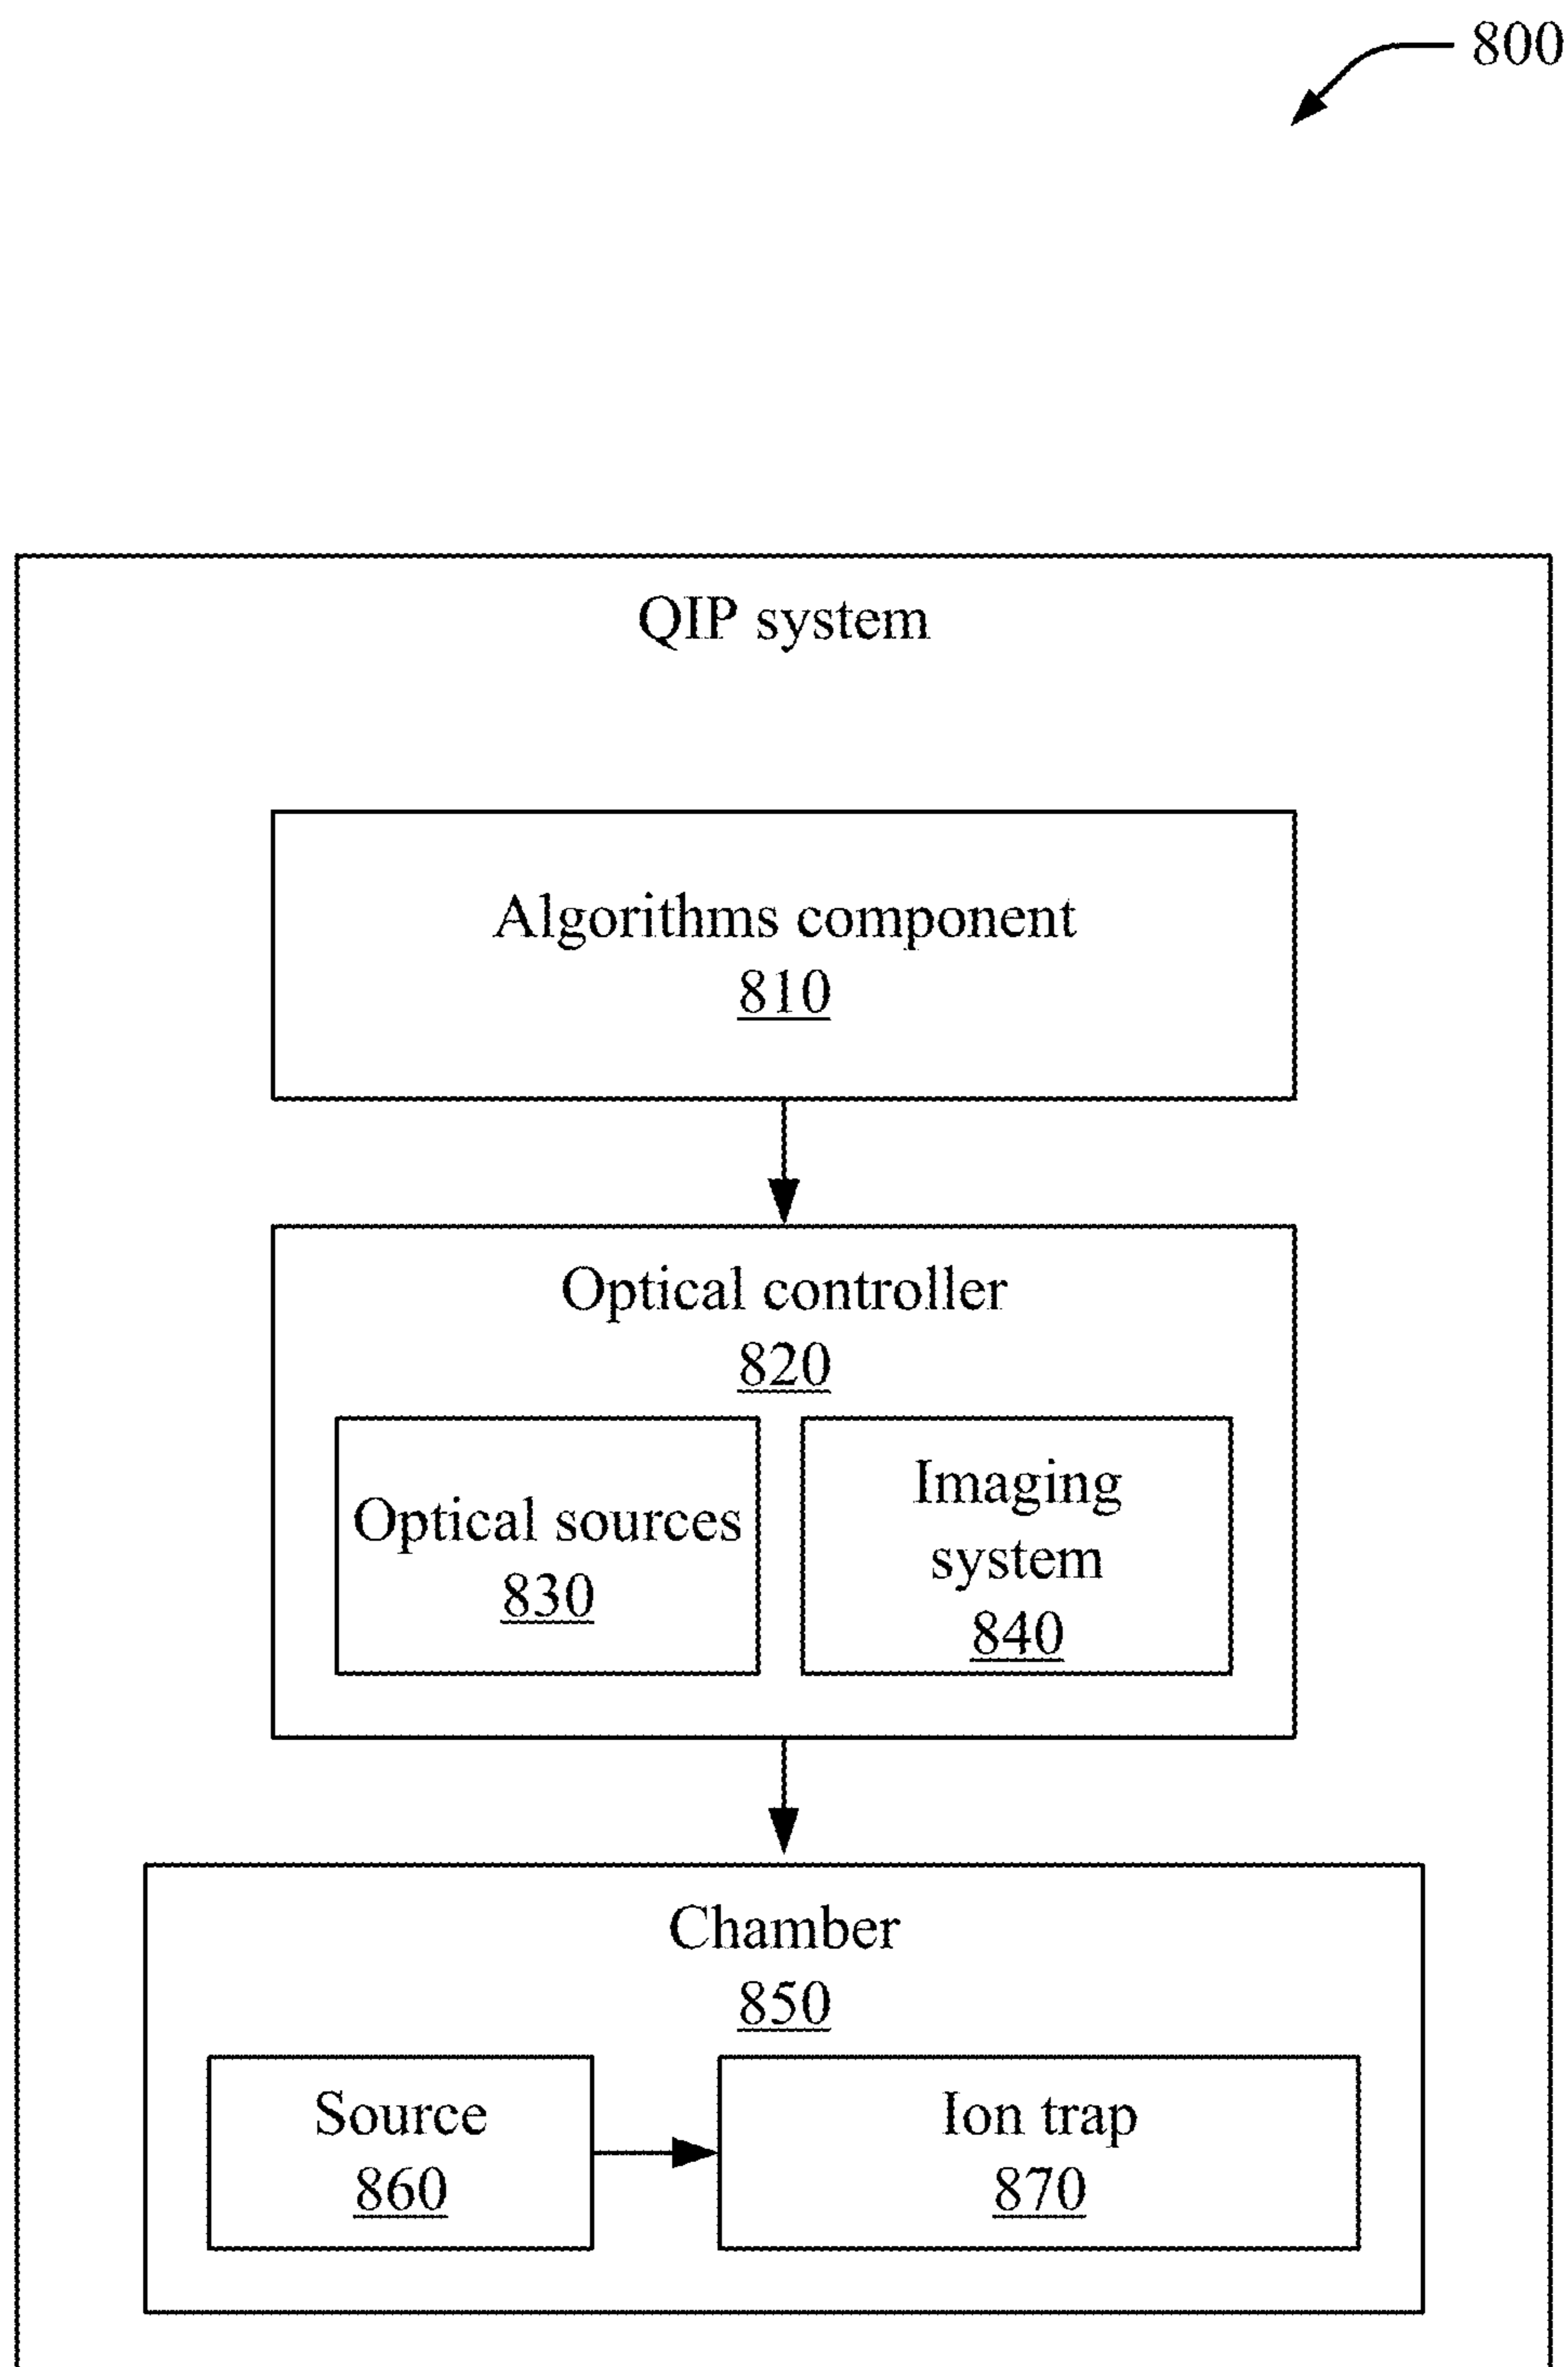 800
QIP system
Algorithms component
810
Optical controller
820
Optical sources
830
Imaging
system
840
Chamber
850
Source
860
Ion trap
870